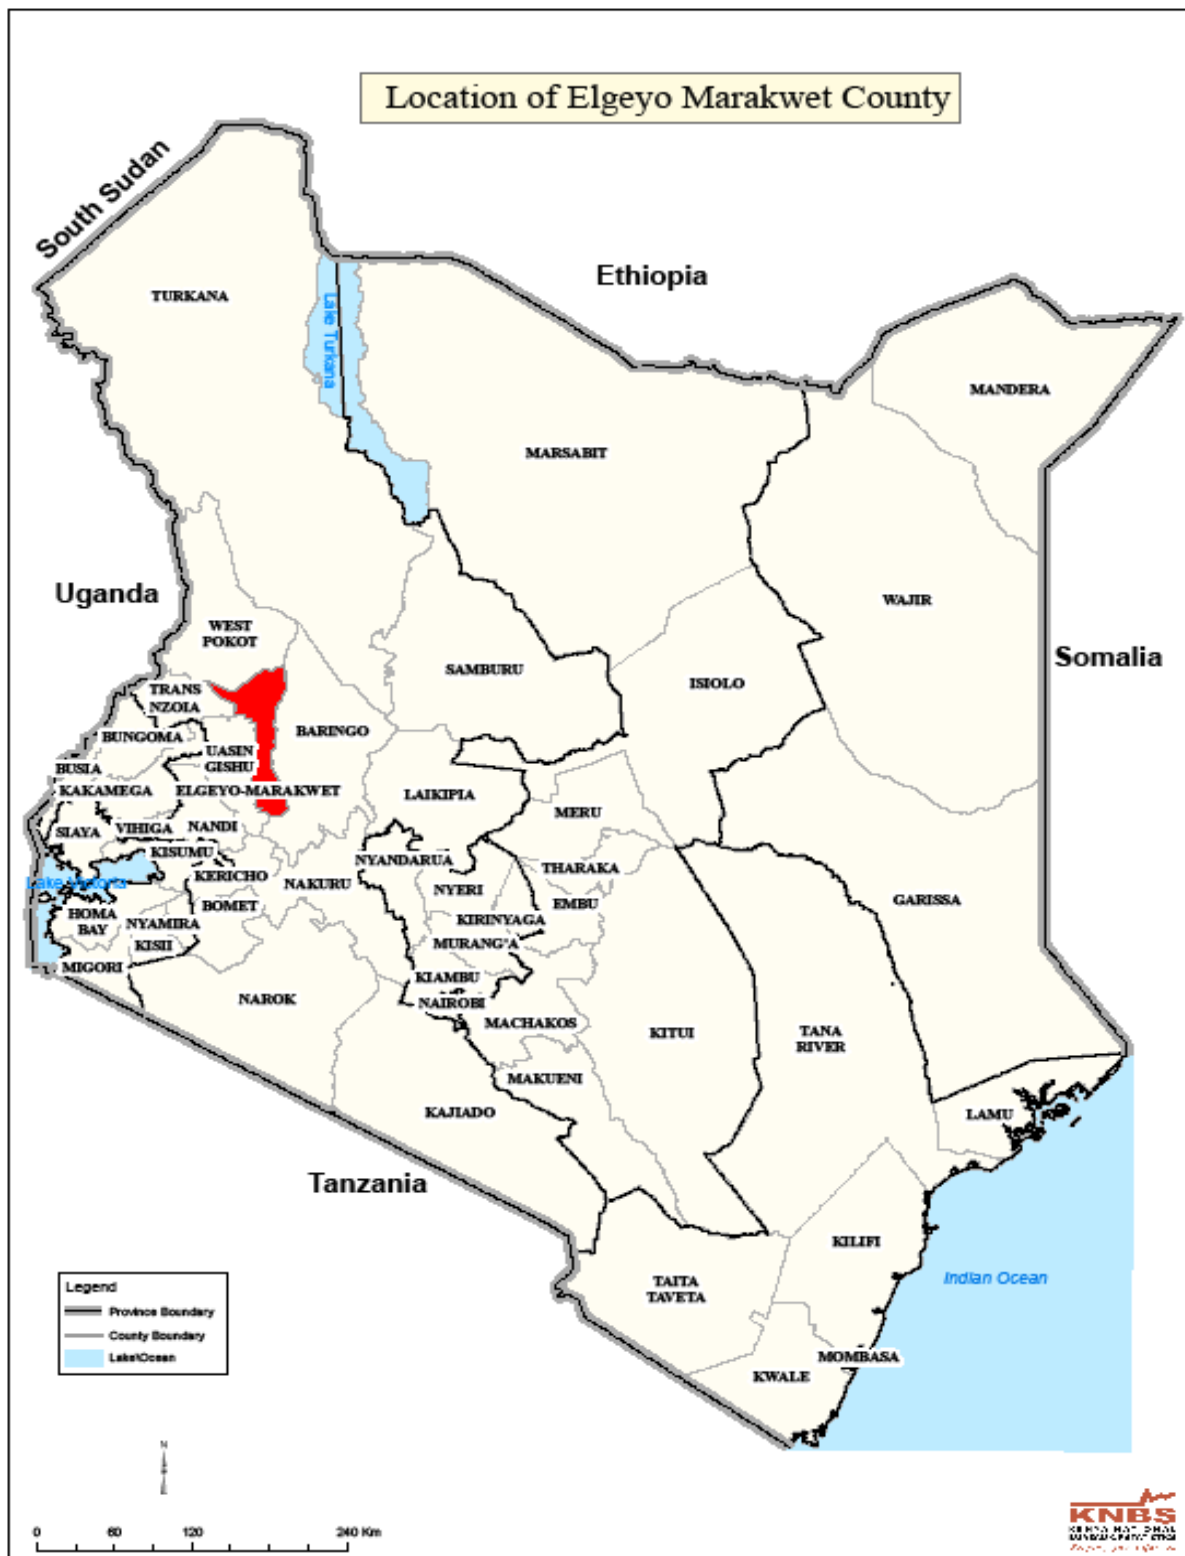 Location of Elgeyo Marakwet County
South Sudan
Ethiopia
TURKANA
Lake Turkana
MANDERA
MARSABIT
Uganda
WAJIR
WEST
POKOT
Somalia
SAMBURU
ISIOLO
TRANS
NZOIA
BARINGO
BUNGOMA
UASIN
GISHU
BUSIA
KAKAMEGA
ELGEYO-MARAKWET
LAIKIPIA
MERU
SIAYA
VIHIGA
NANDI
KISUMU
NYANDARUA
THARAKA
KERICHO
NAKURU
NYERI
Lake Victoria
GARISSA
BOMET
EMBU
HOMA
BAY
NYAMIRA
KIRINYAGA
KISII
MURANG'A
MIGORI
KIAMBU
NAROK
NAIROBI
MACHAKOS
KITUI
TANA
RIVER
MAKUENI
KAJIADO
LAMU
Tanzania
KILIFI
TAITA
TAVETA
Indian Ocean
MOMBASA
KWALE
Legend
Province Boundary
County Boundary
Lake\Ocean
N
0 60 120 240 Km
KNBS
KENYA NATIONAL